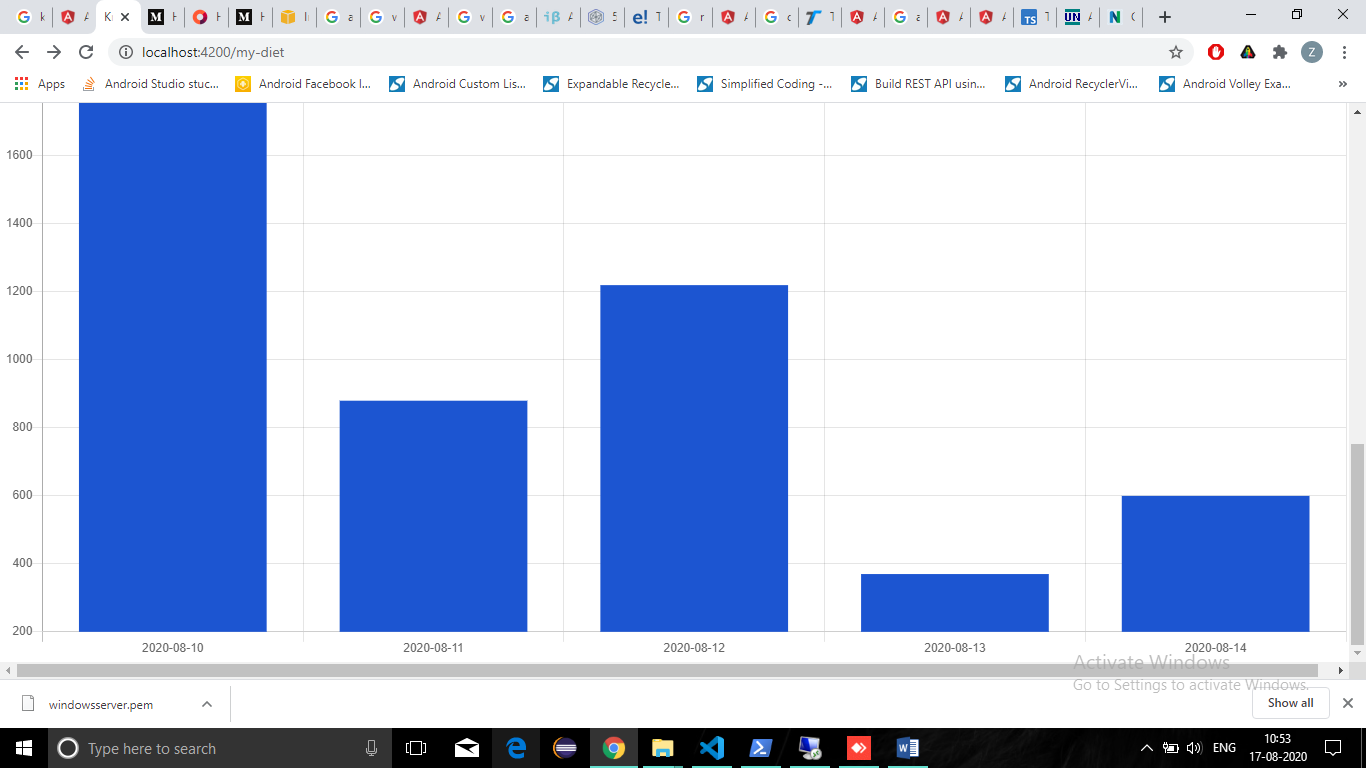 localhost:4200/my-diet
Apps Android Studio stuc... Android Facebook I... Android Custom Lis... Expandable Recycle... Simplified Coding -... Build REST API usin... Android RecyclerVi... Android Volley Exa... »
1600
1400
1200
1000
800
600
400
200
2020-08-10 2020-08-11 2020-08-12 2020-08-13 2020-08-14
Activate Windows
Go to Settings to activate Windows.
windowsserver.pem Show all
Type here to search ENG 10:53
17-08-2020